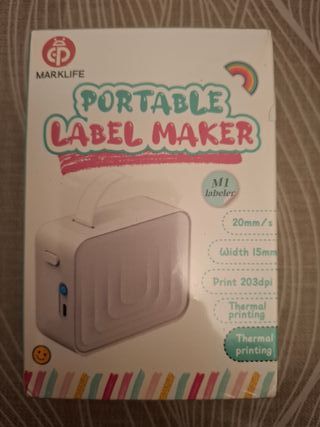 MARKLIFE
PORTABLE
LABEL MAKER
M1
labeler
20mm/s
Width 15mm
Print 203dpi
Thermal
printing
Thermal
printing